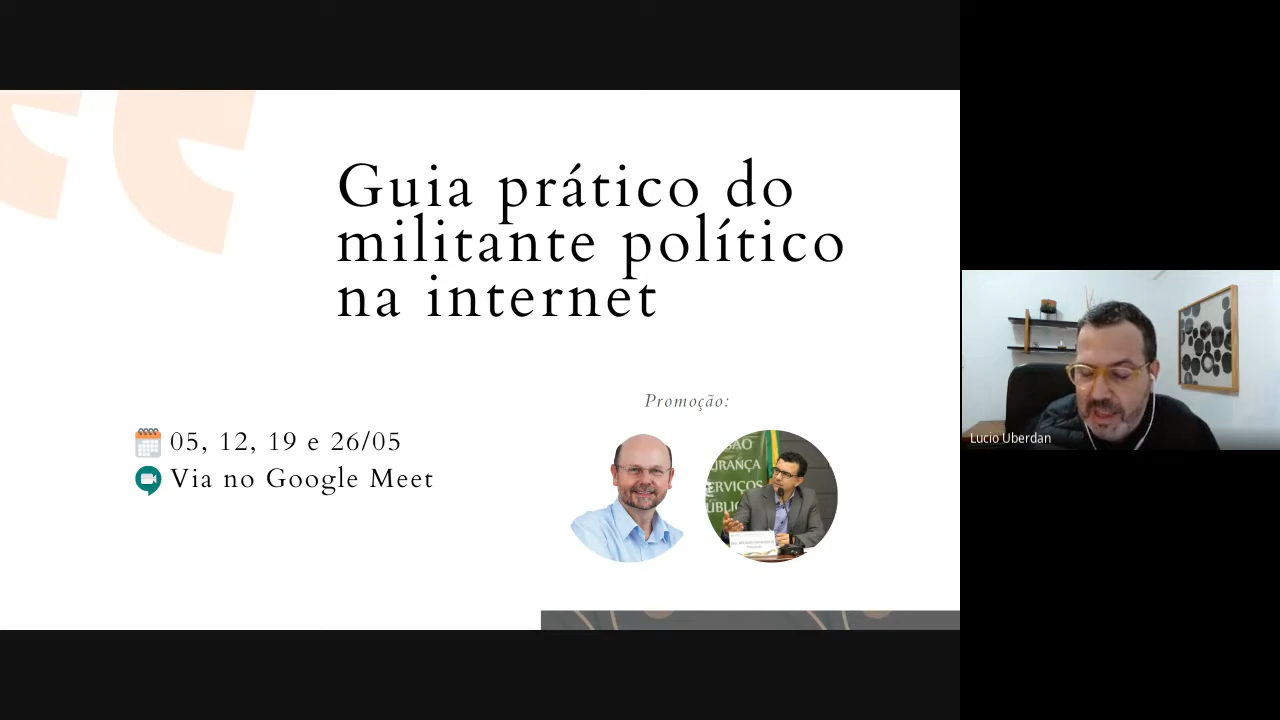 Guia prático do
militante político
na internet
Promoção:
05, 12, 19 e 26/05
Via no Google Meet
Lucio Uberdan